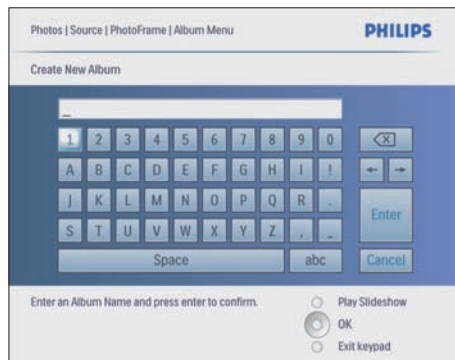 Photos | Source | PhotoFrame | Album Menu PHILIPS
Create New Album
_
1 2 3 4 5 6 7 8 9 0
A B C D E F G H I !
J K L M N O P Q R .
S T U V W X Y Z , _
Enter
Space abc Cancel
Enter an Album Name and press enter to confirm.
Play Slideshow
OK
Exit keypad